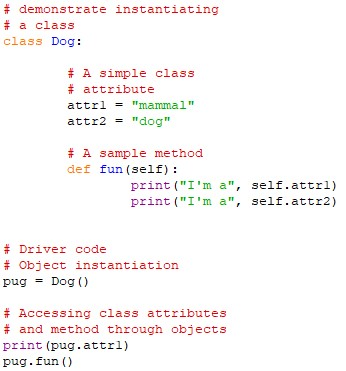 # demonstrate instantiating
# a class
class Dog:
# A simple class
# attribute
attr1 = "mammal"
attr2 = "dog"
# A sample method
def fun(self):
print("I'm a", self.attr1)
print("I'm a", self.attr2)
# Driver code
# Object instantiation
pug = Dog()
# Accessing class attributes
# and method through objects
print(pug.attr1)
pug.fun()